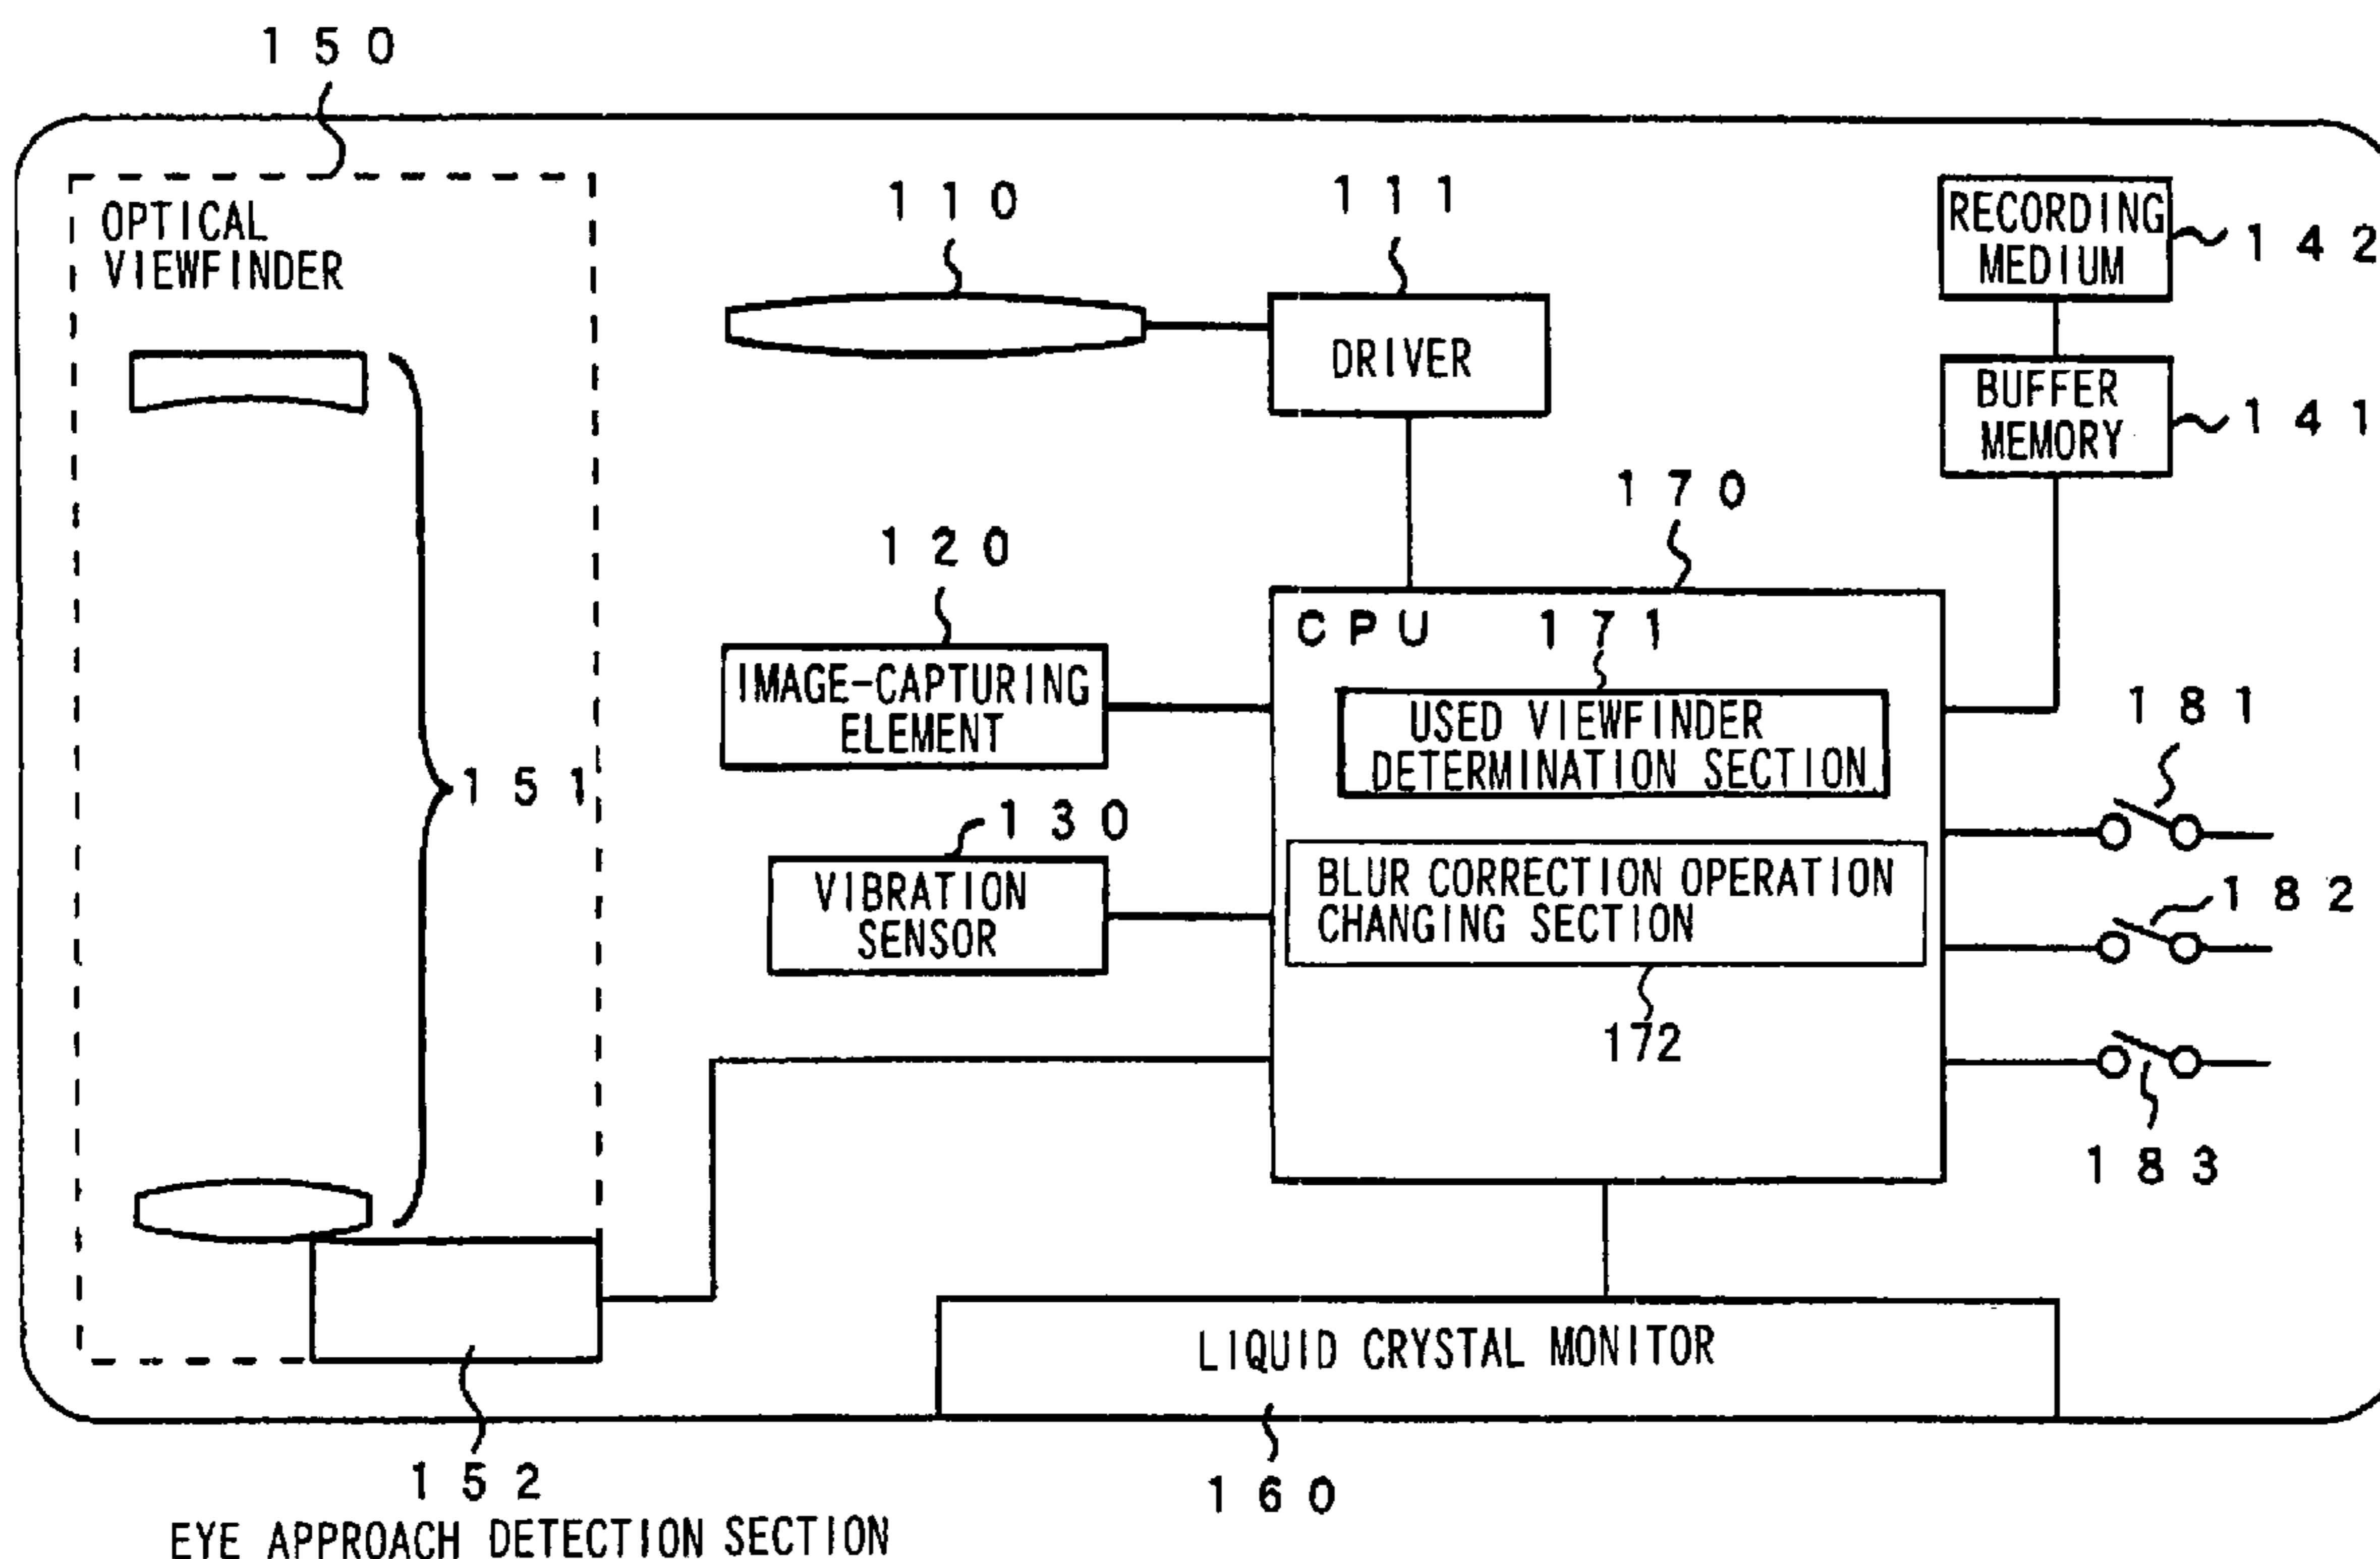 150
OPTICAL
VIEWFINDER
110
111
RECORDING
MEDIUM
142
DRIVER
BUFFER
MEMORY
141
170
120
CPU
171
IMAGE-CAPTURING
ELEMENT
USED VIEWFINDER
DETERMINATION SECTION
181
151
130
VIBRATION
SENSOR
BLUR CORRECTION OPERATION
CHANGING SECTION
182
172
183
LIQUID CRYSTAL MONITOR
152
160
EYE APPROACH DETECTION SECTION